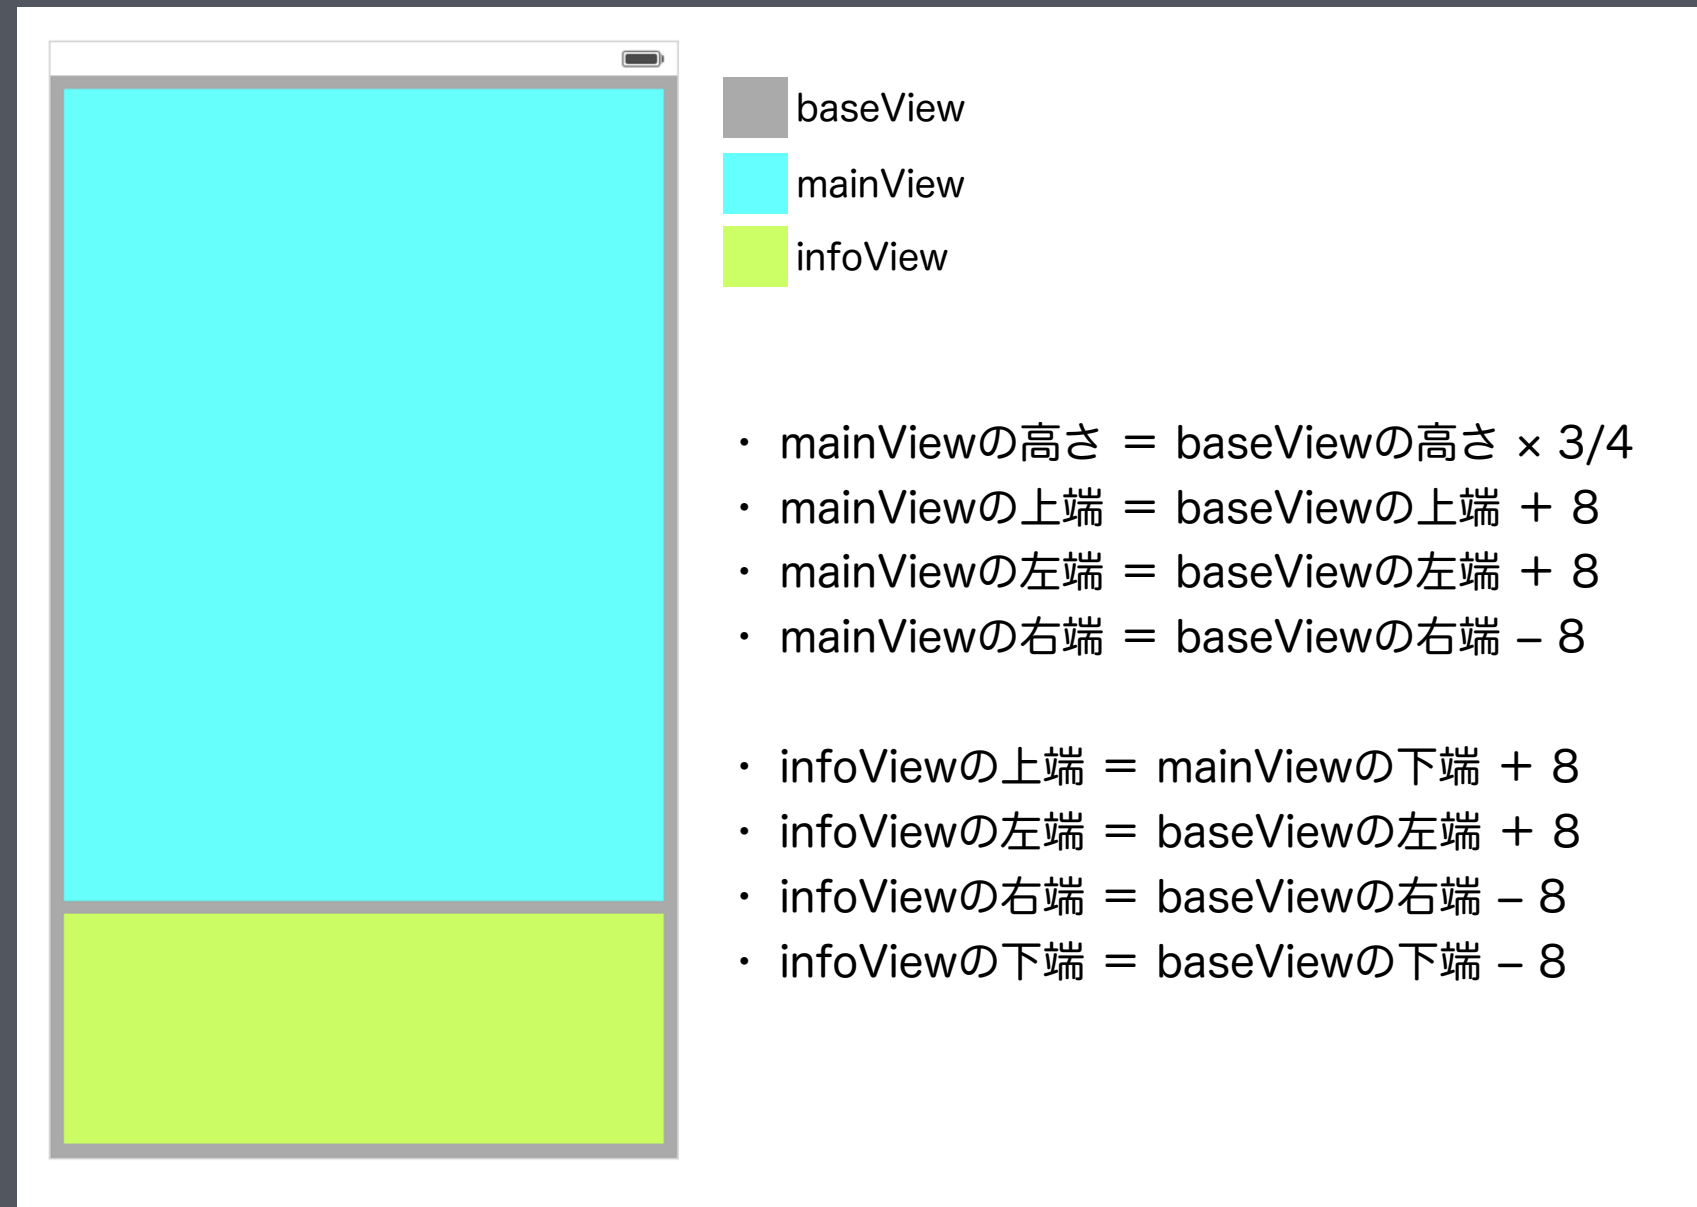 baseView
mainView
infoView
・ mainViewの高さ ＝ baseViewの高さ × 3/4
・ mainViewの上端 ＝ baseViewの上端 ＋ 8
・ mainViewの左端 ＝ baseViewの左端 ＋ 8
・ mainViewの右端 ＝ baseViewの右端 – 8
・ infoViewの上端 ＝ mainViewの下端 ＋ 8
・ infoViewの左端 ＝ baseViewの左端 ＋ 8
・ infoViewの右端 ＝ baseViewの右端 – 8
・ infoViewの下端 ＝ baseViewの下端 – 8